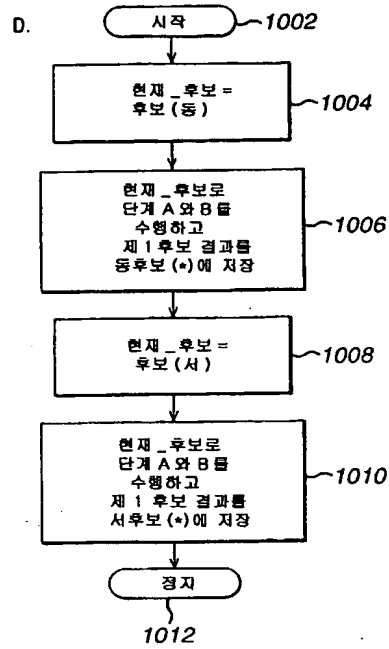 D.
시작
1002
현재_후보 =
후보(동)
1004
현재_후보로
단계 A와 B를
수행하고
제1후보 결과를
동후보(*)에 저장
1006
현재_후보 =
후보(서)
1008
현재_후보로
단계 A와 B를
수행하고
제1 후보 결과를
서후보(*)에 저장
1010
정지
1012